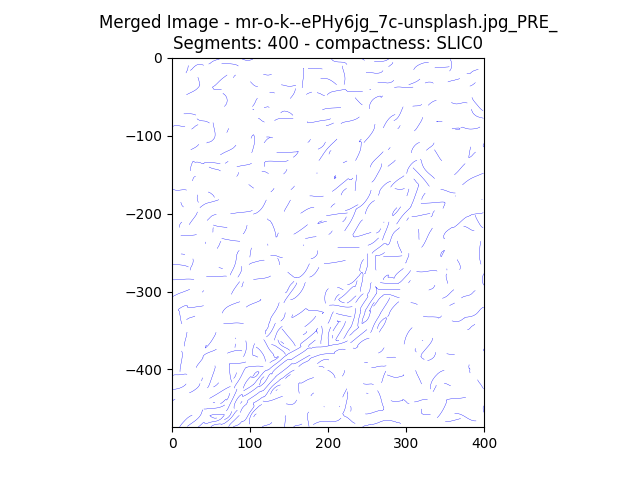 Merged Image - mr-o-k--ePHy6jg_7c-unsplash.jpg_PRE_
Segments: 400 - compactness: SLIC0
0
−100
−200
−300
−400
0 100 200 300 400